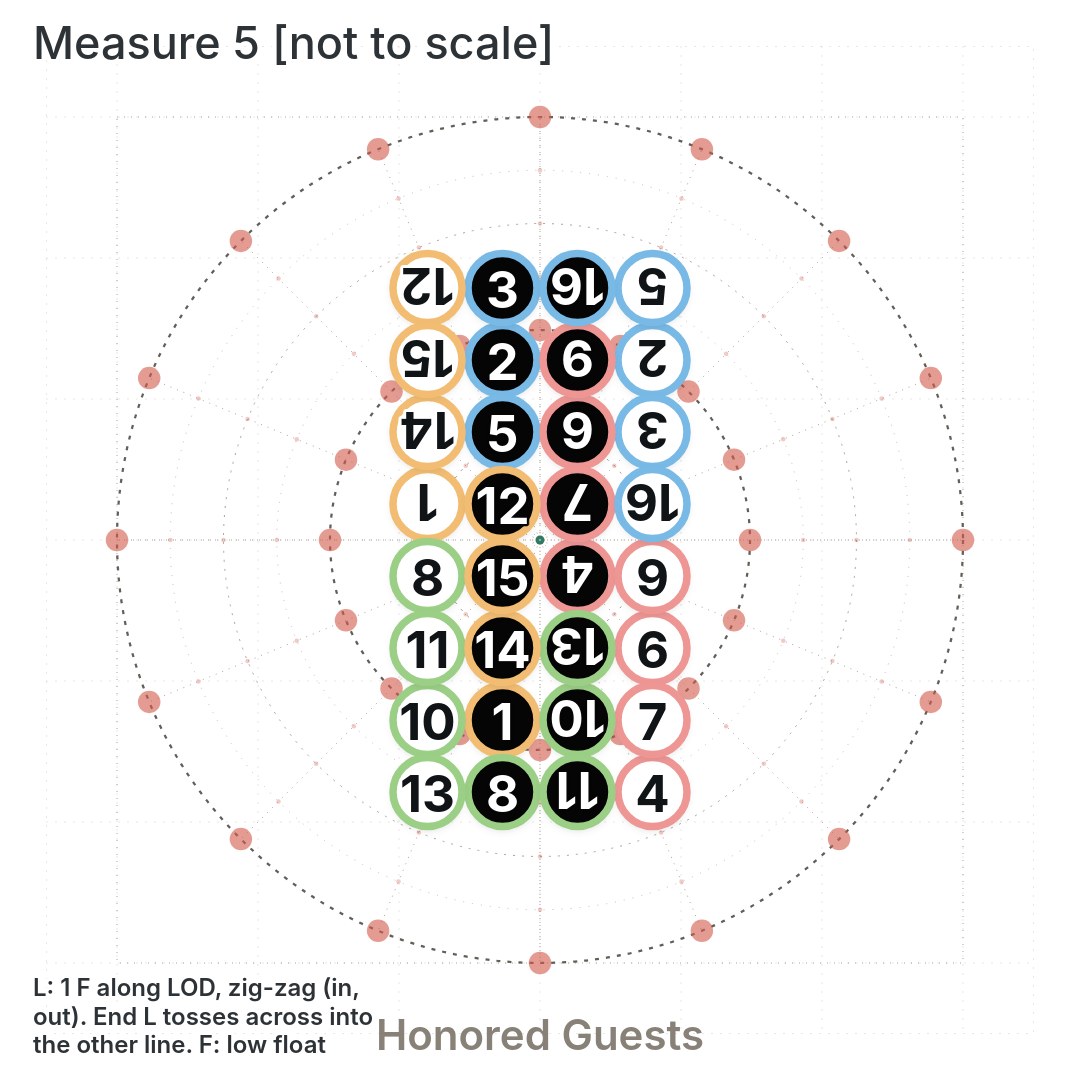 Measure 5 [not to scale]
12 3 16 5
15 2 9 2
14 5 6 3
1 12 7 16
8 15 4 9
11 14 13 6
10 1 10 7
13 8 11 4
L: 1 F along LOD, zig-zag (in,
out). End L tosses across into
the other line. F: low float
Honored Guests